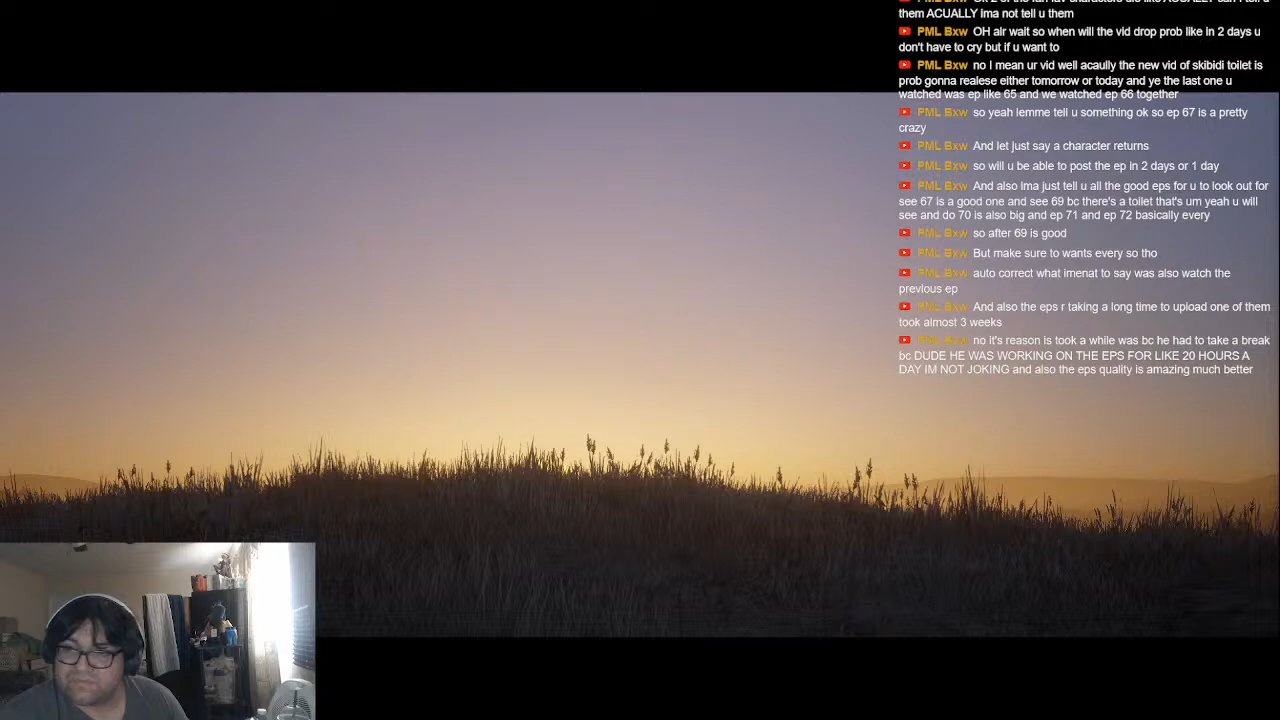 them ACUALLY ima not tell u them
PML Bxw OH alr wait so when will the vid drop prob like in 2 days u
don't have to cry but if u want to
PML Bxw no I mean ur vid well acaully the new vid of skibidi toilet is
prob gonna realese either tomorrow or today and ye the last one u
watched was ep like 65 and we watched ep 66 together
PML Bxw so yeah lemme tell u something ok so ep 67 is a pretty
crazy
PML Bxw And let just say a character returns
PML Bxw so will u be able to post the ep in 2 days or 1 day
PML Bxw And also ima just tell u all the good eps for u to look out for
see 67 is a good one and see 69 bc there's a toilet that's um yeah u will
see and do 70 is also big and ep 71 and ep 72 basically every
PML Bxw so after 69 is good
PML Bxw But make sure to wants every so tho
PML Bxw auto correct what imenat to say was also watch the
previous ep
PML Bxw And also the eps r taking a long time to upload one of them
took almost 3 weeks
PML Bxw no it's reason is took a while was bc he had to take a break
bc DUDE HE WAS WORKING ON THE EPS FOR LIKE 20 HOURS A
DAY IM NOT JOKING and also the eps quality is amazing much better